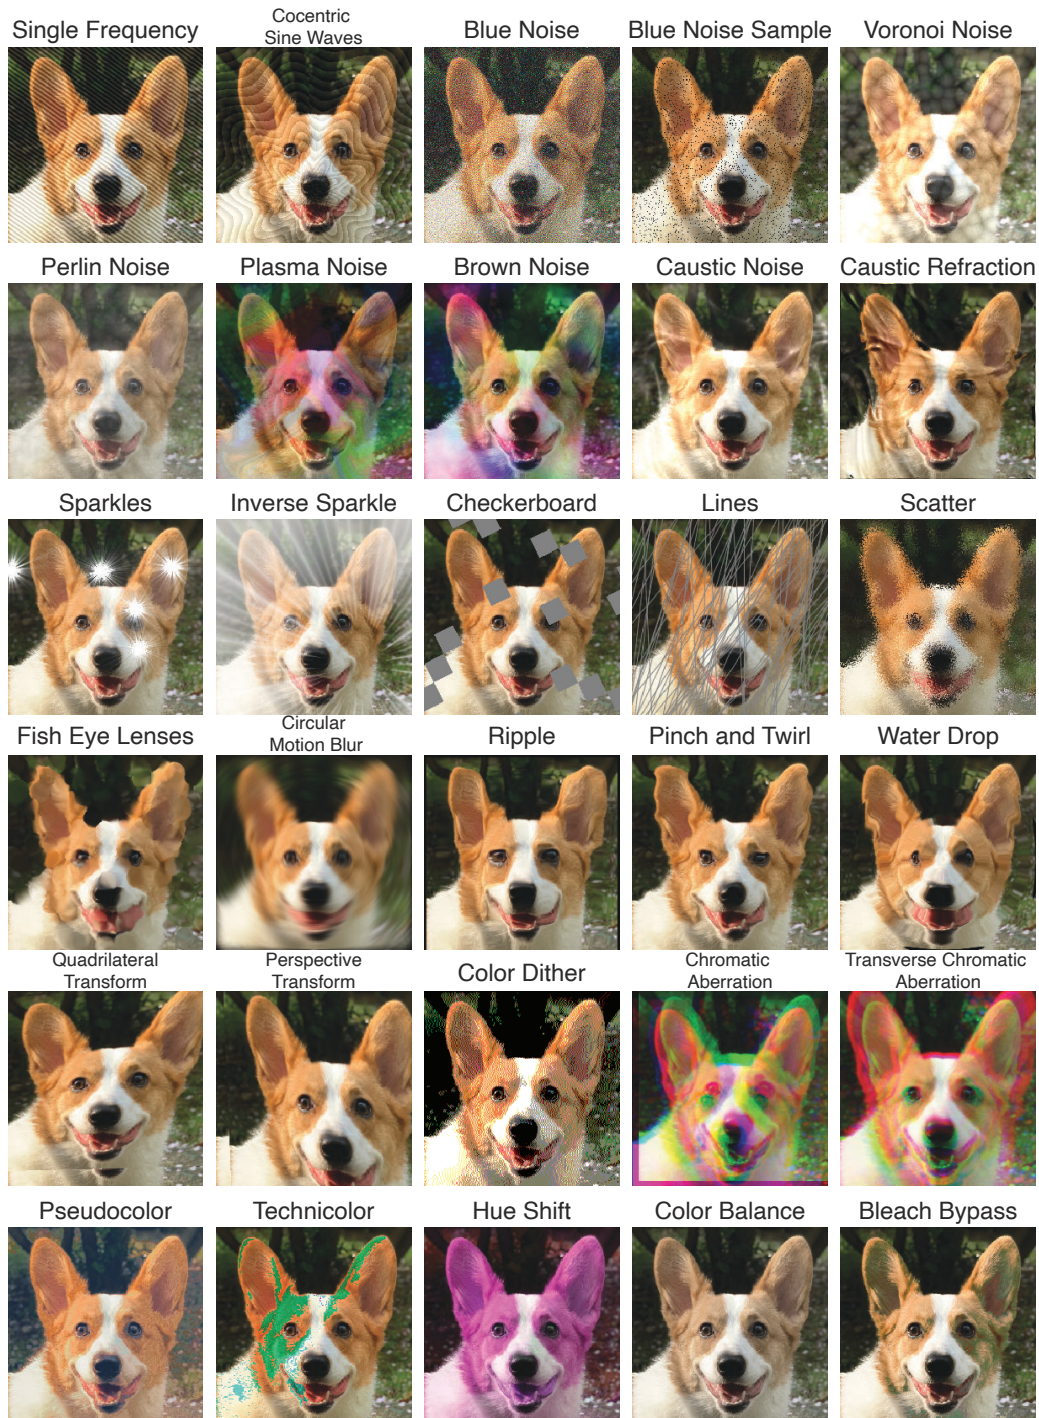 Single Frequency
Cocentric
Sine Waves
Blue Noise
Blue Noise Sample
Voronoi Noise
Perlin Noise
Plasma Noise
Brown Noise
Caustic Noise
Caustic Refraction
Sparkles
Inverse Sparkle
Checkerboard
Lines
Scatter
Fish Eye Lenses
Circular
Motion Blur
Ripple
Pinch and Twirl
Water Drop
Quadrilateral
Transform
Perspective
Transform
Color Dither
Chromatic
Aberration
Transverse Chromatic
Aberration
Pseudocolor
Technicolor
Hue Shift
Color Balance
Bleach Bypass